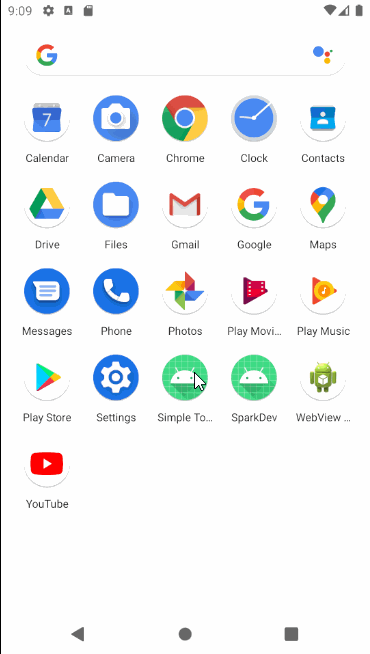 9:09
Calendar Camera Chrome Clock Contacts
Drive Files Gmail Google Maps
Messages Phone Photos Play Movi... Play Music
Play Store Settings Simple To... SparkDev WebView ...
YouTube